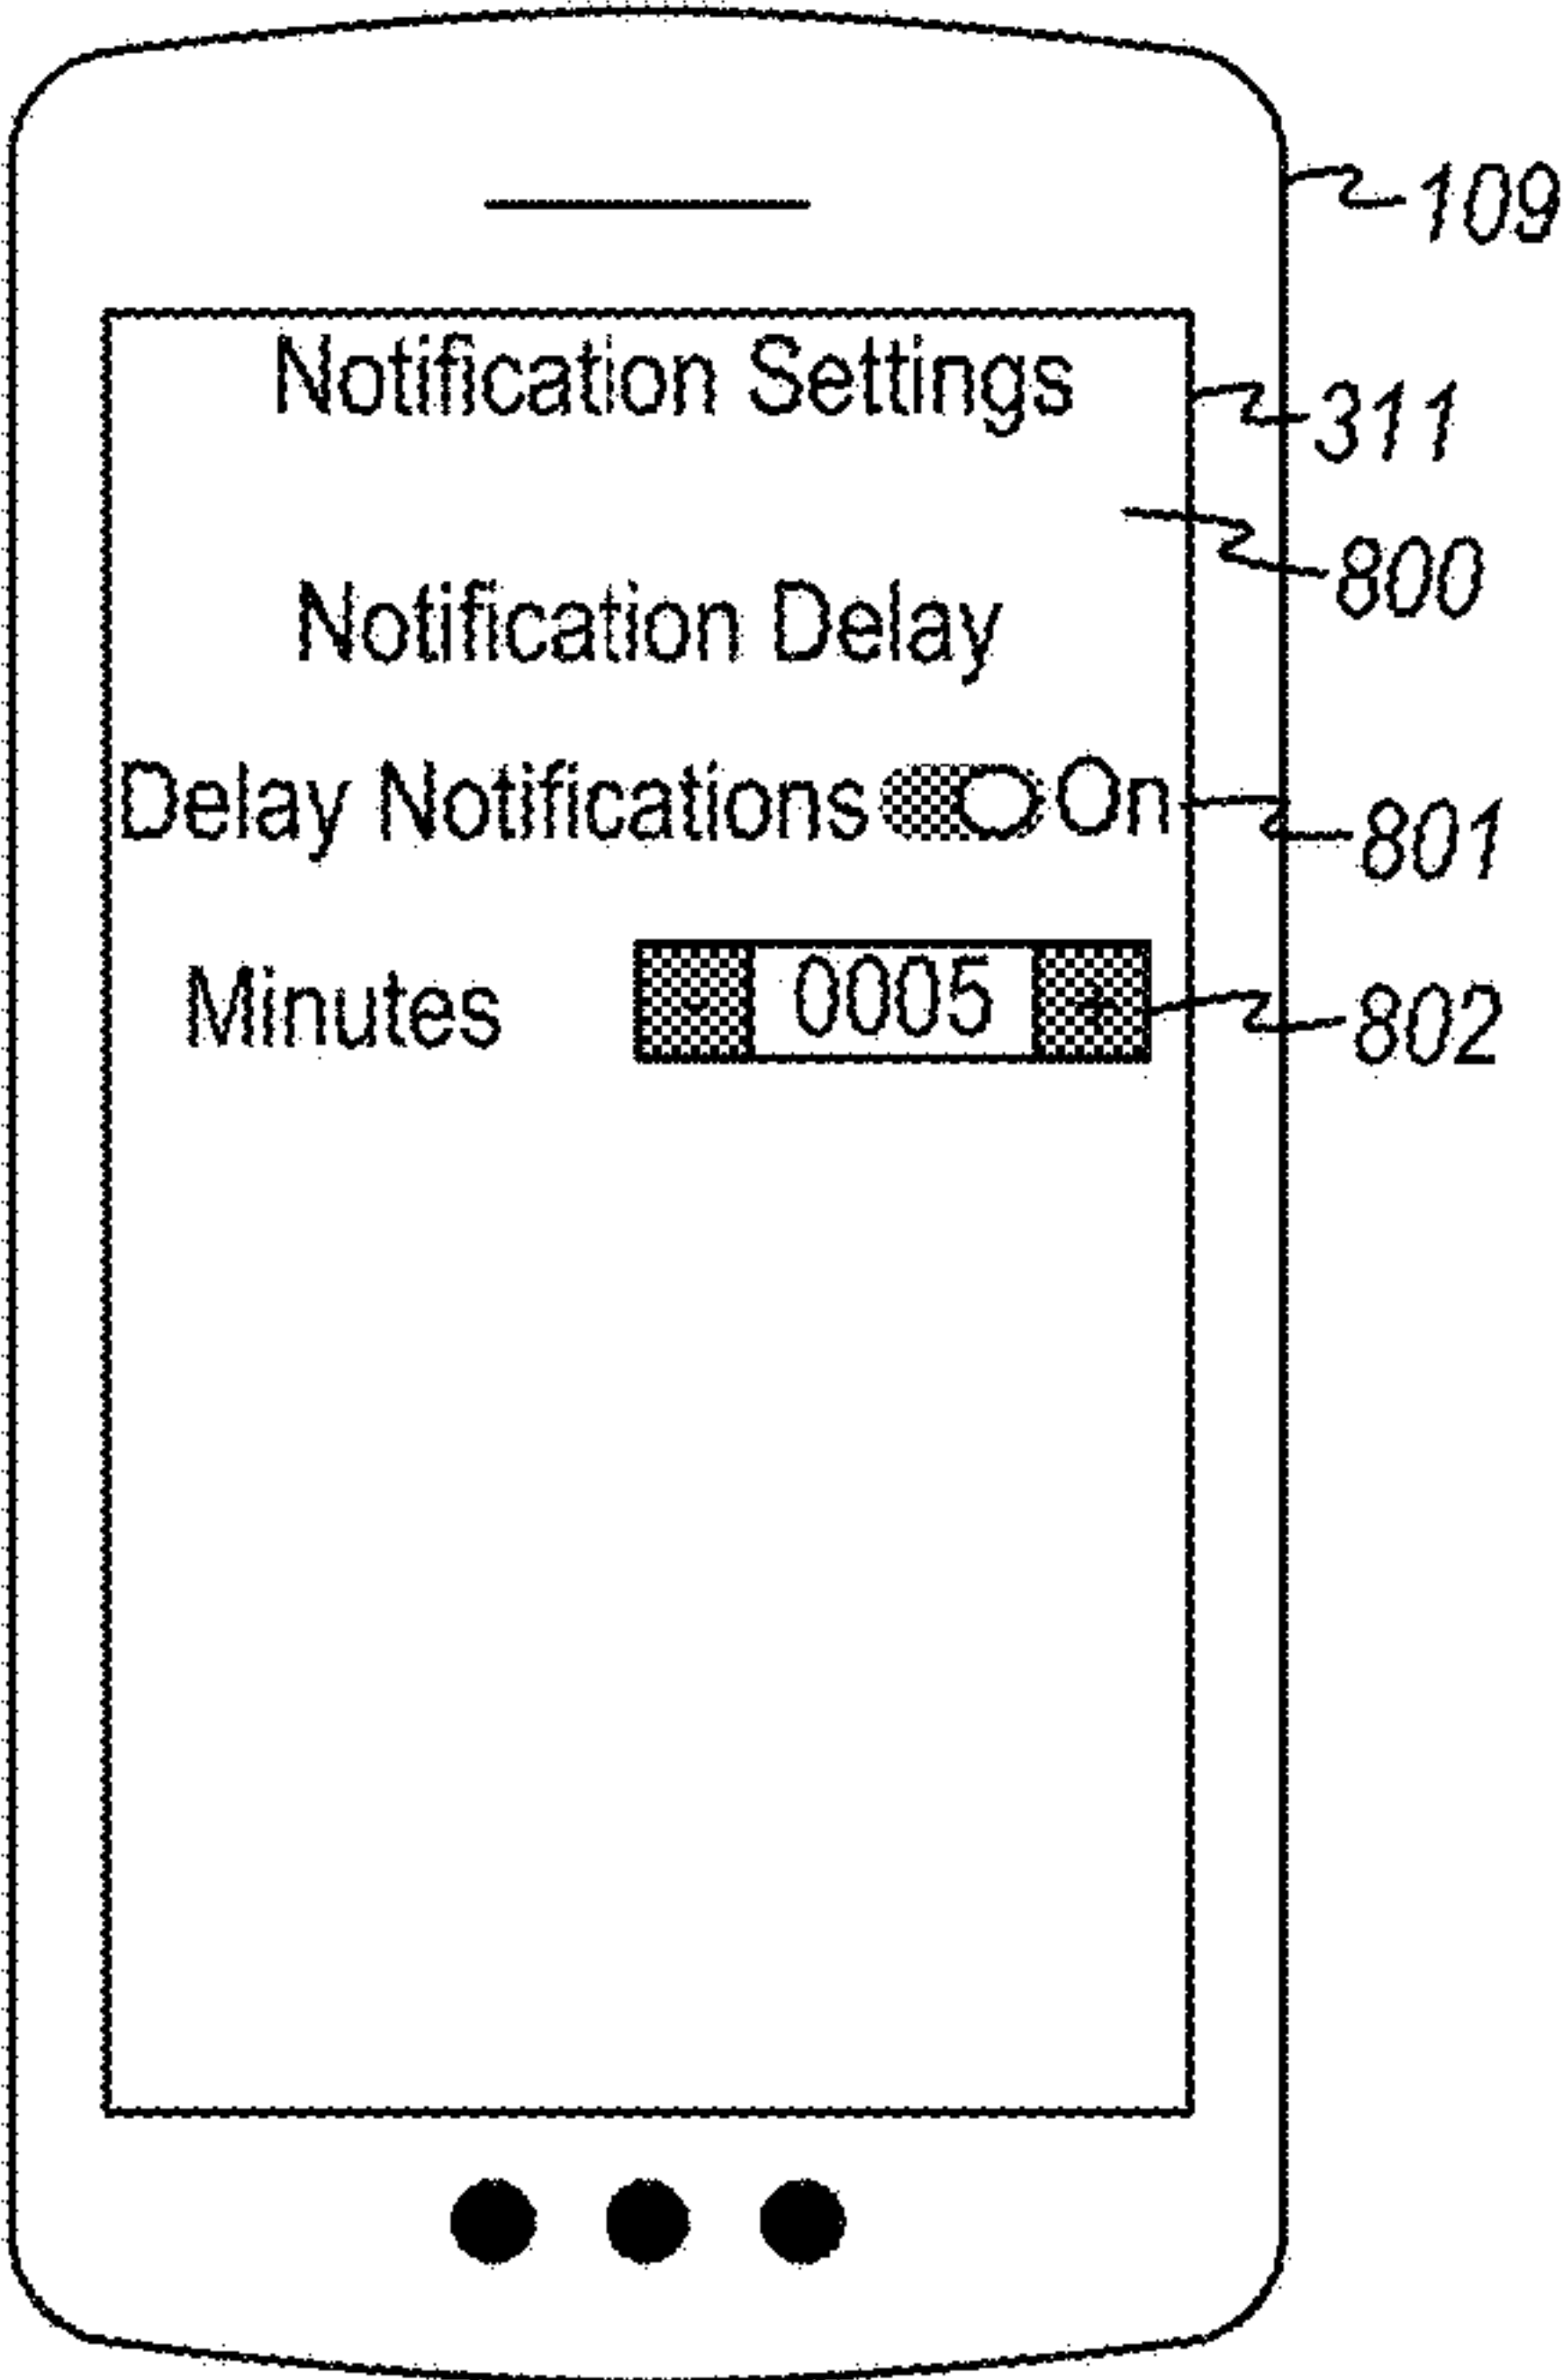 109
Notification Settings
311
800
Notification Delay
Delay Notifications On
801
Minutes - 0005 +
802